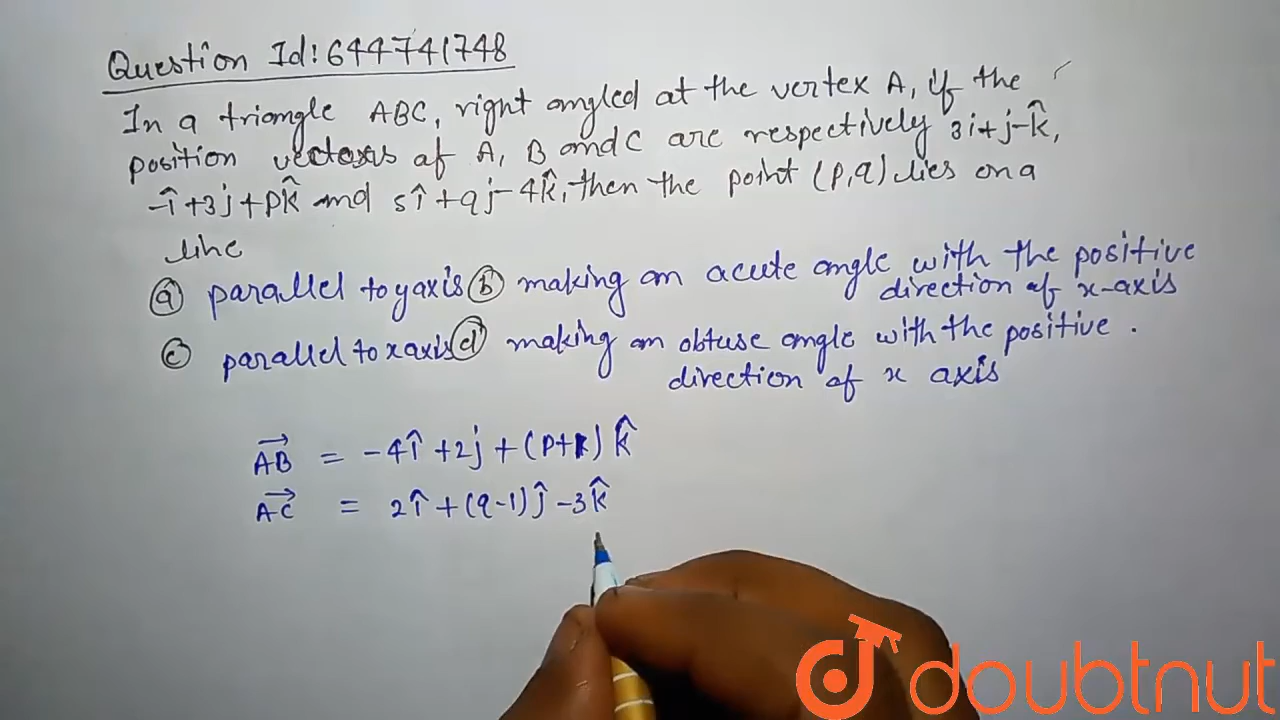 Question Id: 644741748
In a triangle ABC, right angled at the vertex A, if the
position vectors of A, B and C are respectively 3i+j-k̂,
-î+3j+pk̂ and 5î+qj-4k̂, then the point (p,q) lies on a
line
(a) parallel to y axis (b) making an acute angle with the positive
direction of x-axis
(c) parallel to x axis (d) making an obtuse angle with the positive.
direction of x axis
AB→ = -4î+2j+(p+1)k̂
AC→ = 2î+(q-1)ĵ-3k̂
doubtnut